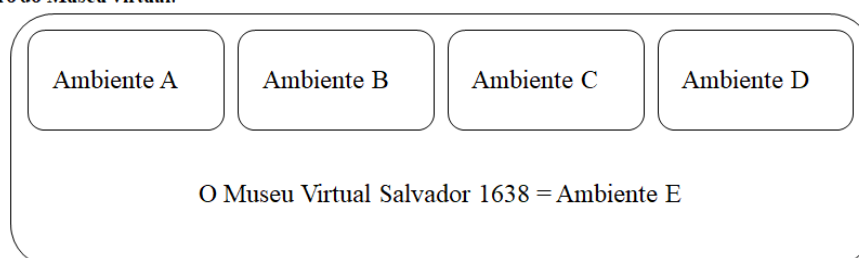 Ambiente A
Ambiente B
Ambiente C
Ambiente D
O Museu Virtual Salvador 1638 = Ambiente E